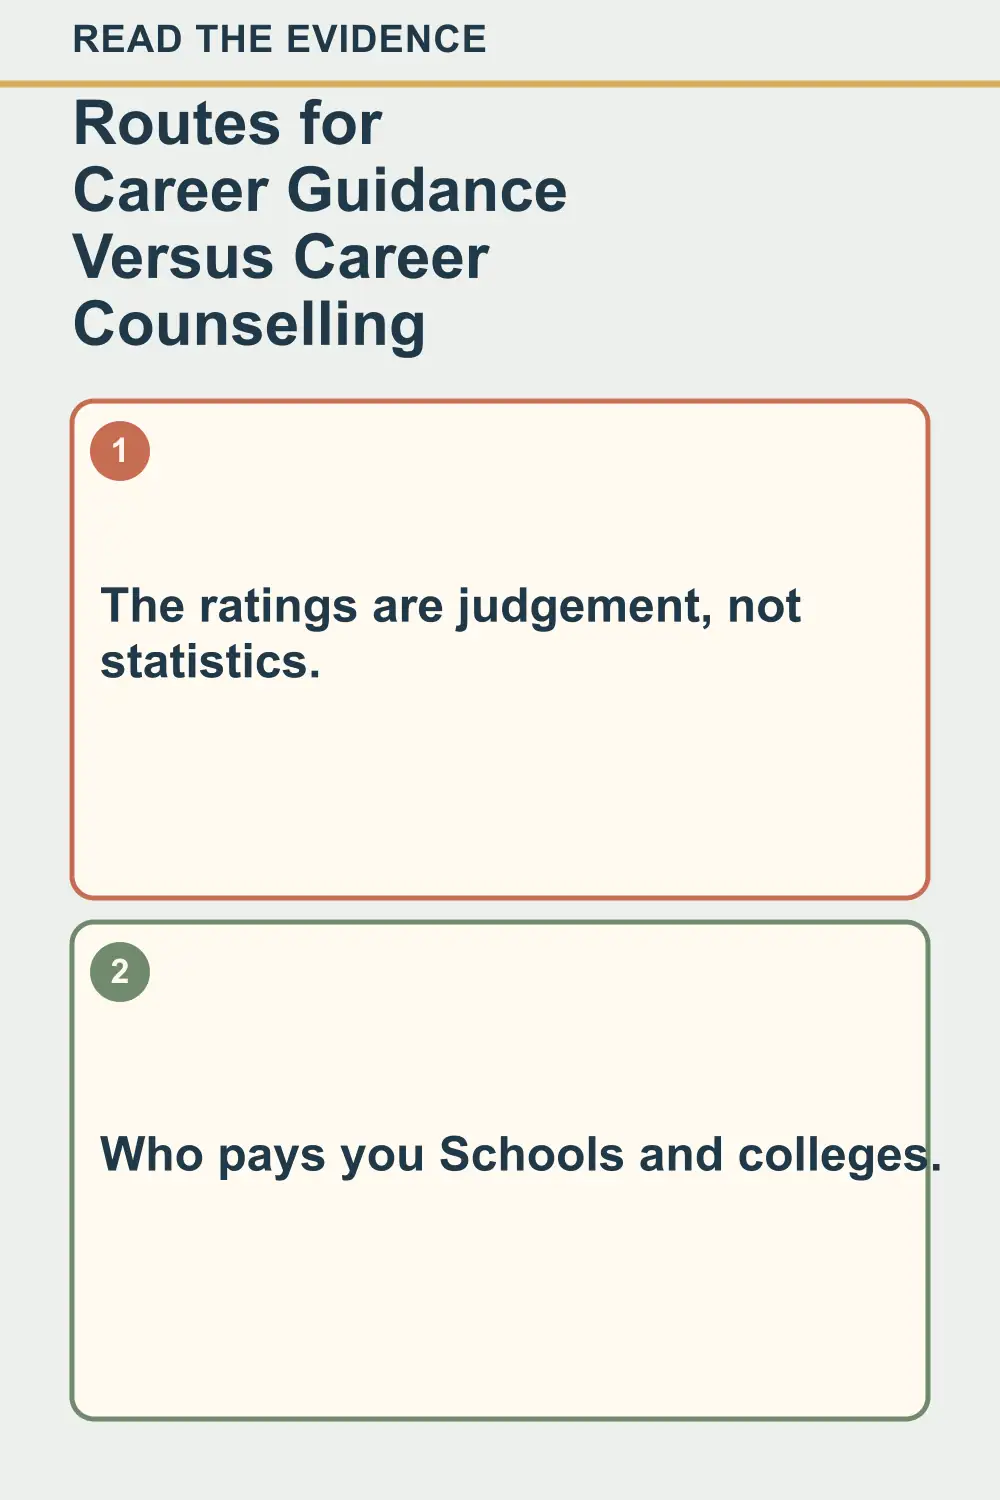 READ THE EVIDENCE
Routes for
Career Guidance
Versus Career
Counselling
1
The ratings are judgement, not
statistics.
2
Who pays you Schools and colleges.